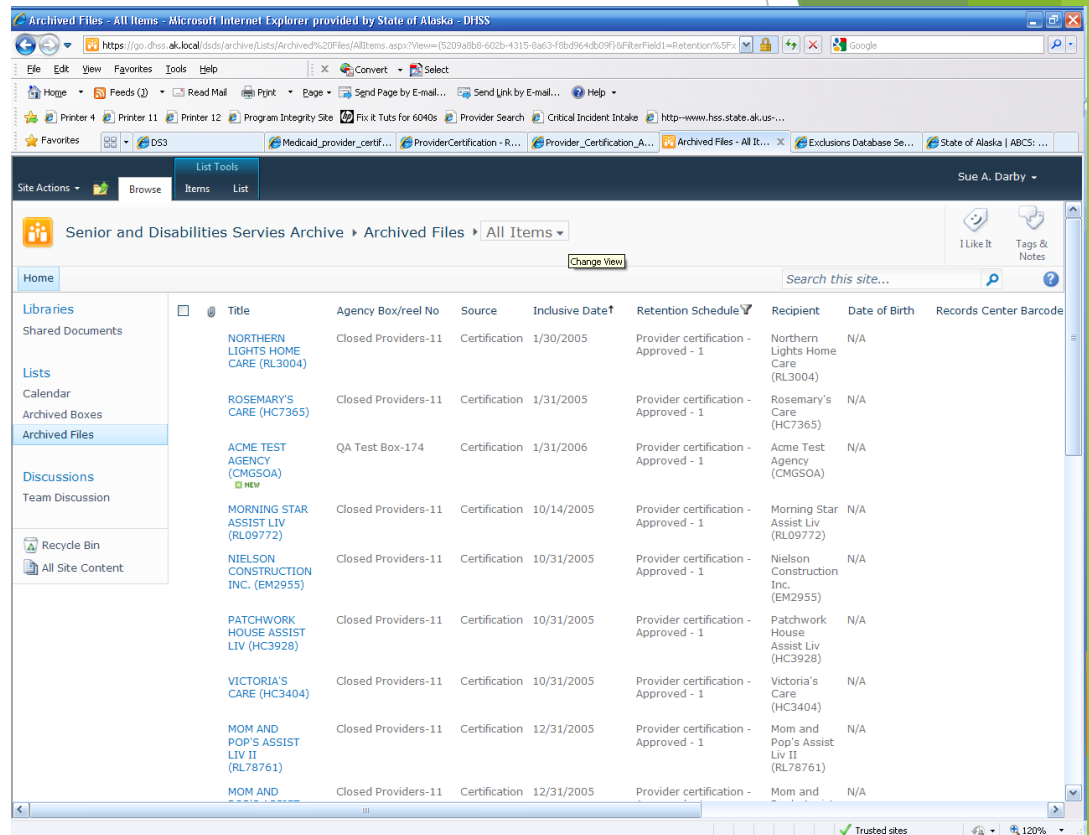 Archived Files - All Items - Microsoft Internet Explorer provided by State of Alaska - DHSS
https://go.dhss.ak.local/dsds/archive/Lists/Archived%20Files/AllItems.aspx?View={5209a8b8-602b-4315-8a63-f8bd964db09f}&FilterField1=Retention%5Fx
Google
File Edit View Favorites Tools Help
X Convert Select
Home Feeds (J) Read Mail Print Page Send Page by E-mail... Send Link by E-mail... Help
Printer 4 Printer 11 Printer 12 Program Integrity Site Fix it Tuts for 6040s Provider Search Critical Incident Intake http--www.hss.state.ak.us-...
Favorites DS3 Medicaid_provider_certif... ProviderCertification - R... Provider_Certification_A... Archived Files - All It... X Exclusions Database Se... State of Alaska | ABCS: ...
List Tools
Sue A. Darby
Site Actions Browse Items List
Senior and Disabilities Servies Archive Archived Files All Items
I Like It Tags &
Notes
Change View
Home
Search this site...
Libraries
Shared Documents
Lists
Calendar
Archived Boxes
Archived Files
Discussions
Team Discussion
Recycle Bin
All Site Content
Title Agency Box/reel No Source Inclusive Date Retention Schedule Recipient Date of Birth Records Center Barcode
NORTHERN Closed Providers-11 Certification 1/30/2005 Provider certification - Northern N/A
LIGHTS HOME Approved - 1 Lights Home
CARE (RL3004) Care
(RL3004)
ROSEMARY'S Closed Providers-11 Certification 1/31/2005 Provider certification - Rosemary's N/A
CARE (HC7365) Approved - 1 Care
(HC7365)
ACME TEST QA Test Box-174 Certification 1/31/2006 Provider certification - Acme Test N/A
AGENCY Approved - 1 Agency
(CMGSOA) (CMGSOA)
NEW
MORNING STAR Closed Providers-11 Certification 10/14/2005 Provider certification - Morning Star N/A
ASSIST LIV Approved - 1 Assist Liv
(RL09772) (RL09772)
NIELSON Closed Providers-11 Certification 10/31/2005 Provider certification - Nielson N/A
CONSTRUCTION Approved - 1 Construction
INC. (EM2955) Inc.
(EM2955)
PATCHWORK Closed Providers-11 Certification 10/31/2005 Provider certification - Patchwork N/A
HOUSE ASSIST Approved - 1 House
LIV (HC3928) Assist Liv
(HC3928)
VICTORIA'S Closed Providers-11 Certification 10/31/2005 Provider certification - Victoria's N/A
CARE (HC3404) Approved - 1 Care
(HC3404)
MOM AND Closed Providers-11 Certification 12/31/2005 Provider certification - Mom and N/A
POP'S ASSIST Approved - 1 Pop's Assist
LIV II Liv II
(RL78761) (RL78761)
MOM AND Closed Providers-11 Certification 12/31/2005 Provider certification - Mom and N/A
Trusted sites 120%